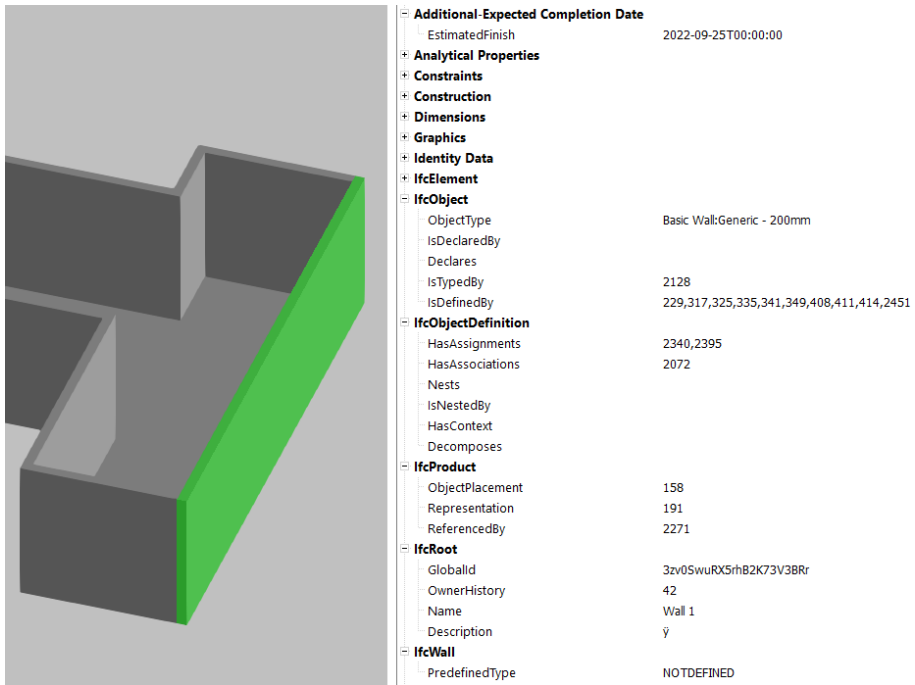 Additional-Expected Completion Date
EstimatedFinish 2022-09-25T00:00:00
Analytical Properties
Constraints
Construction
Dimensions
Graphics
Identity Data
IfcElement
IfcObject
ObjectType Basic Wall:Generic - 200mm
IsDeclaredBy
Declares
IsTypedBy 2128
IsDefinedBy 229,317,325,335,341,349,408,411,414,2451
IfcObjectDefinition
HasAssignments 2340,2395
HasAssociations 2072
Nests
IsNestedBy
HasContext
Decomposes
IfcProduct
ObjectPlacement 158
Representation 191
ReferencedBy 2271
IfcRoot
GlobalId 3zv0SwuRX5rhB2K73V3BRr
OwnerHistory 42
Name Wall 1
Description ÿ
IfcWall
PredefinedType NOTDEFINED